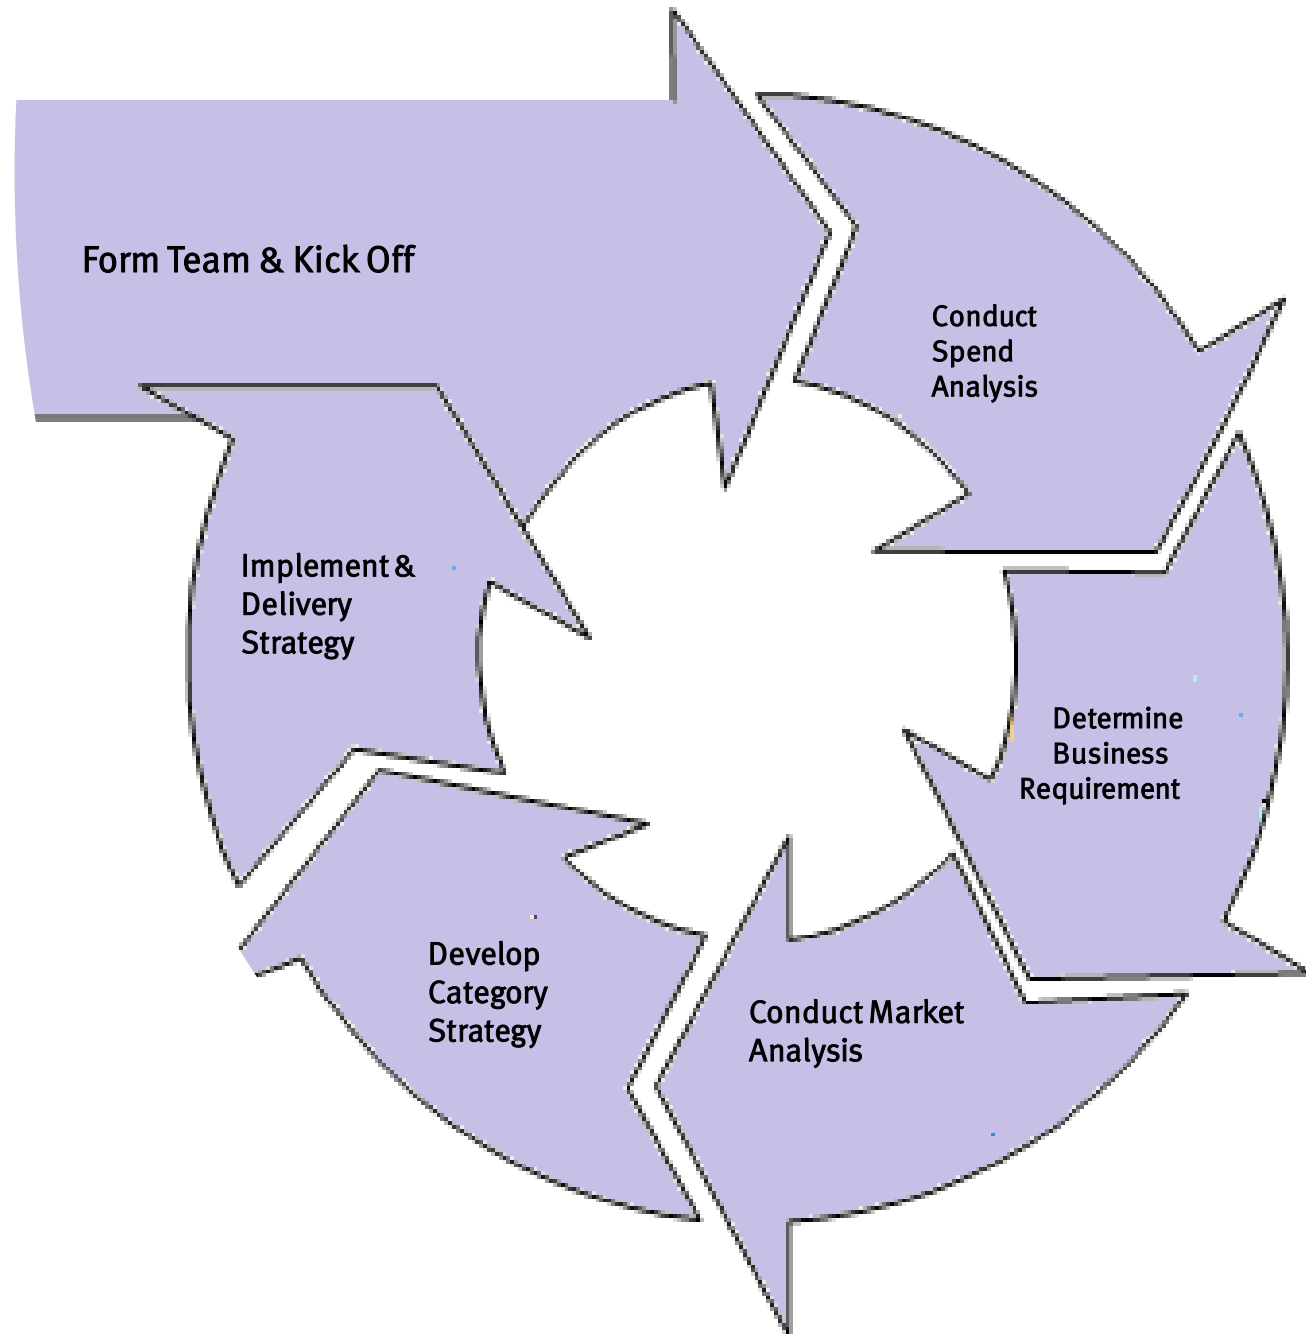 Form Team & Kick Off
Conduct
Spend
Analysis
Determine
Business
Requirement
Conduct Market
Analysis
Develop
Category
Strategy
Implement &
Delivery
Strategy